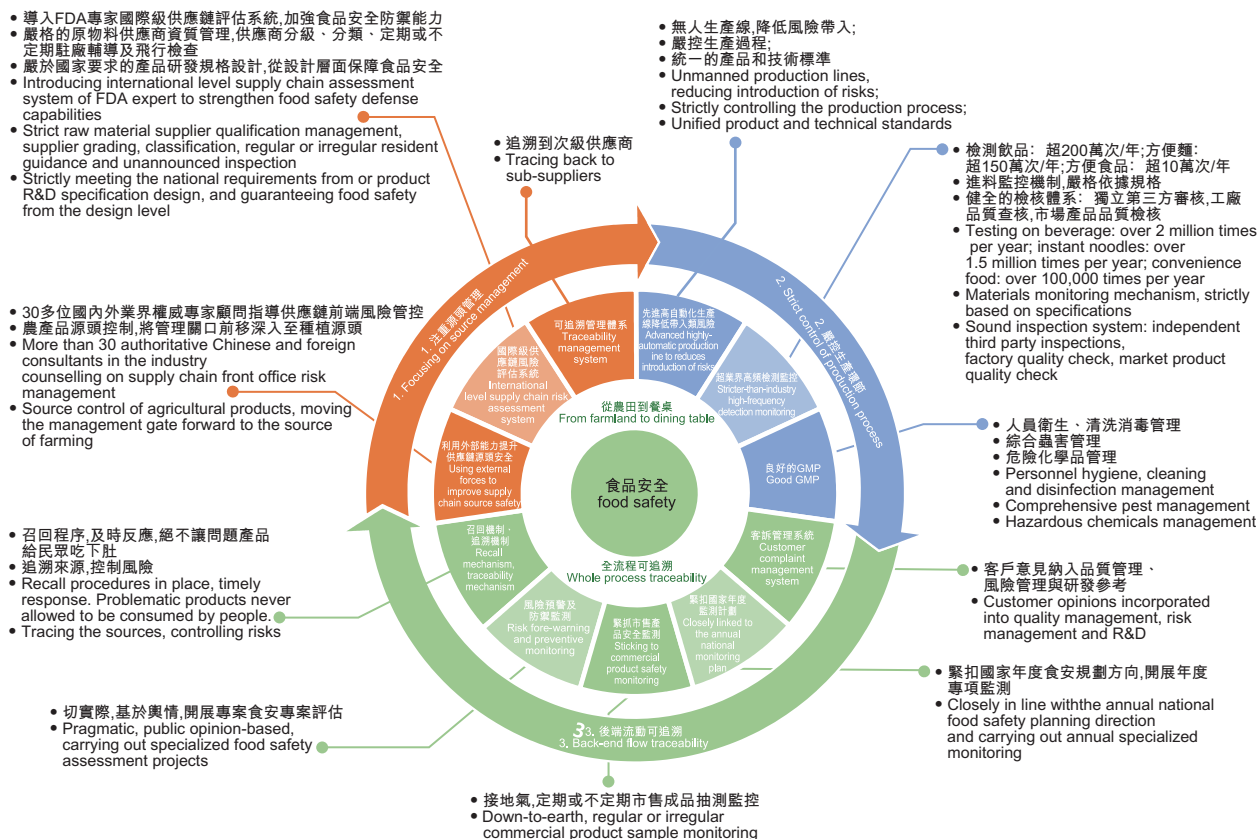 • 導入FDA專家國際級供應鏈評估系統,加強食品安全防禦能力
• 嚴格的原物料供應商資質管理,供應商分級、分類、定期或不
定期駐廠輔導及飛行檢查
• 嚴於國家要求的產品研發規格設計,從設計層面保障食品安全
• Introducing international level supply chain assessment
system of FDA expert to strengthen food safety defense
capabilities
• Strict raw material supplier qualification management,
supplier grading, classification, regular or irregular resident
guidance and unannounced inspection
• Strictly meeting the national requirements from or product
R&D specification design, and guaranteeing food safety
from the design level
• 追溯到次級供應商
• Tracing back to
sub-suppliers
• 無人生產線,降低風險帶入;
• 嚴控生產過程;
• 統一的產品和技術標準
• Unmanned production lines,
reducing introduction of risks;
• Strictly controlling the production process;
• Unified product and technical standards
• 檢測飲品: 超200萬次/年;方便麵:
超150萬次/年;方便食品: 超10萬次/年
• 進料監控機制,嚴格依據規格
• 健全的檢核體系: 獨立第三方審核,工廠
品質查核,市場產品品質檢核
• Testing on beverage: over 2 million times
per year; instant noodles: over
1.5 million times per year; convenience
food: over 100,000 times per year
• Materials monitoring mechanism, strictly
based on specifications
• Sound inspection system: independent
third party inspections,
factory quality check, market product
quality check
• 30多位國內外業界權威專家顧問指導供應鏈前端風險管控
• 農產品源頭控制,將管理關口前移深入至種植源頭
• More than 30 authoritative Chinese and foreign
consultants in the industry
counselling on supply chain front office risk
management
• Source control of agricultural products, moving
the management gate forward to the source
of farming
1. 注重源頭管理
1. Focusing on source management
2. 嚴控生產環節
2. Strict control of production process
可追溯管理體系
Traceability
management
system
先進高自動化生產
線降低帶入類風險
Advanced highly-
automatic production
ine to reduces
introduction of risks
國際級供
應鏈風險
評估系統
International
level supply chain risk
assessment
system
超業界高頻檢測監控
Stricter-than-industry
high-frequency
detection monitoring
利用外部能力提升
供應鏈源頭安全
Using external
forces to
improve supply
chain source safety
良好的GMP
Good GMP
從農田到餐桌
From farmland to dining table
食品安全
food safety
全流程可追溯
Whole process traceability
召回機制、
追溯機制
Recall
mechanism,
traceability
mechanism
客訴管理系統
Customer
complaint
management
system
風險預警及
防禦監測
Risk fore-warning
and preventive
monitoring
緊抓市售產
品安全監測
Sticking to
commercial
product safety
monitoring
緊扣國家年度
監測計劃
Closely linked to
the annual
national
monitoring
plan
3 3. 後端流動可追溯
3. Back-end flow traceability
• 人員衛生、清洗消毒管理
• 綜合蟲害管理
• 危險化學品管理
• Personnel hygiene, cleaning
and disinfection management
• Comprehensive pest management
• Hazardous chemicals management
• 召回程序,及時反應,絕不讓問題產品
給民眾吃下肚
• 追溯來源,控制風險
• Recall procedures in place, timely
response. Problematic products never
allowed to be consumed by people.
• Tracing the sources, controlling risks
• 客戶意見納入品質管理、
風險管理與研發參考
• Customer opinions incorporated
into quality management, risk
management and R&D
• 緊扣國家年度食安規劃方向,開展年度
專項監測
• Closely in line withthe annual national
food safety planning direction
and carrying out annual specialized
monitoring
• 切實際,基於輿情,開展專案食安專案評估
• Pragmatic, public opinion-based,
carrying out specialized food safety
assessment projects
• 接地氣,定期或不定期市售成品抽測監控
• Down-to-earth, regular or irregular
commercial product sample monitoring